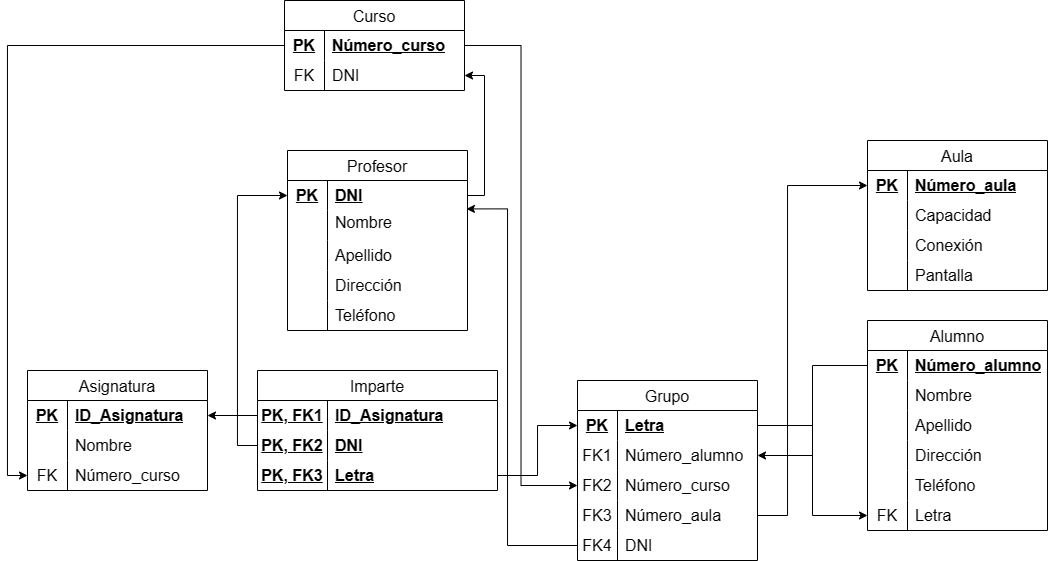 Curso
PK Número_curso
FK DNI
Profesor
PK DNI
Nombre
Apellido
Dirección
Teléfono
Aula
PK Número_aula
Capacidad
Conexión
Pantalla
Asignatura
PK ID_Asignatura
Nombre
FK Número_curso
Imparte
PK, FK1 ID_Asignatura
PK, FK2 DNI
PK, FK3 Letra
Grupo
PK Letra
FK1 Número_alumno
FK2 Número_curso
FK3 Número_aula
FK4 DNI
Alumno
PK Número_alumno
Nombre
Apellido
Dirección
Teléfono
FK Letra